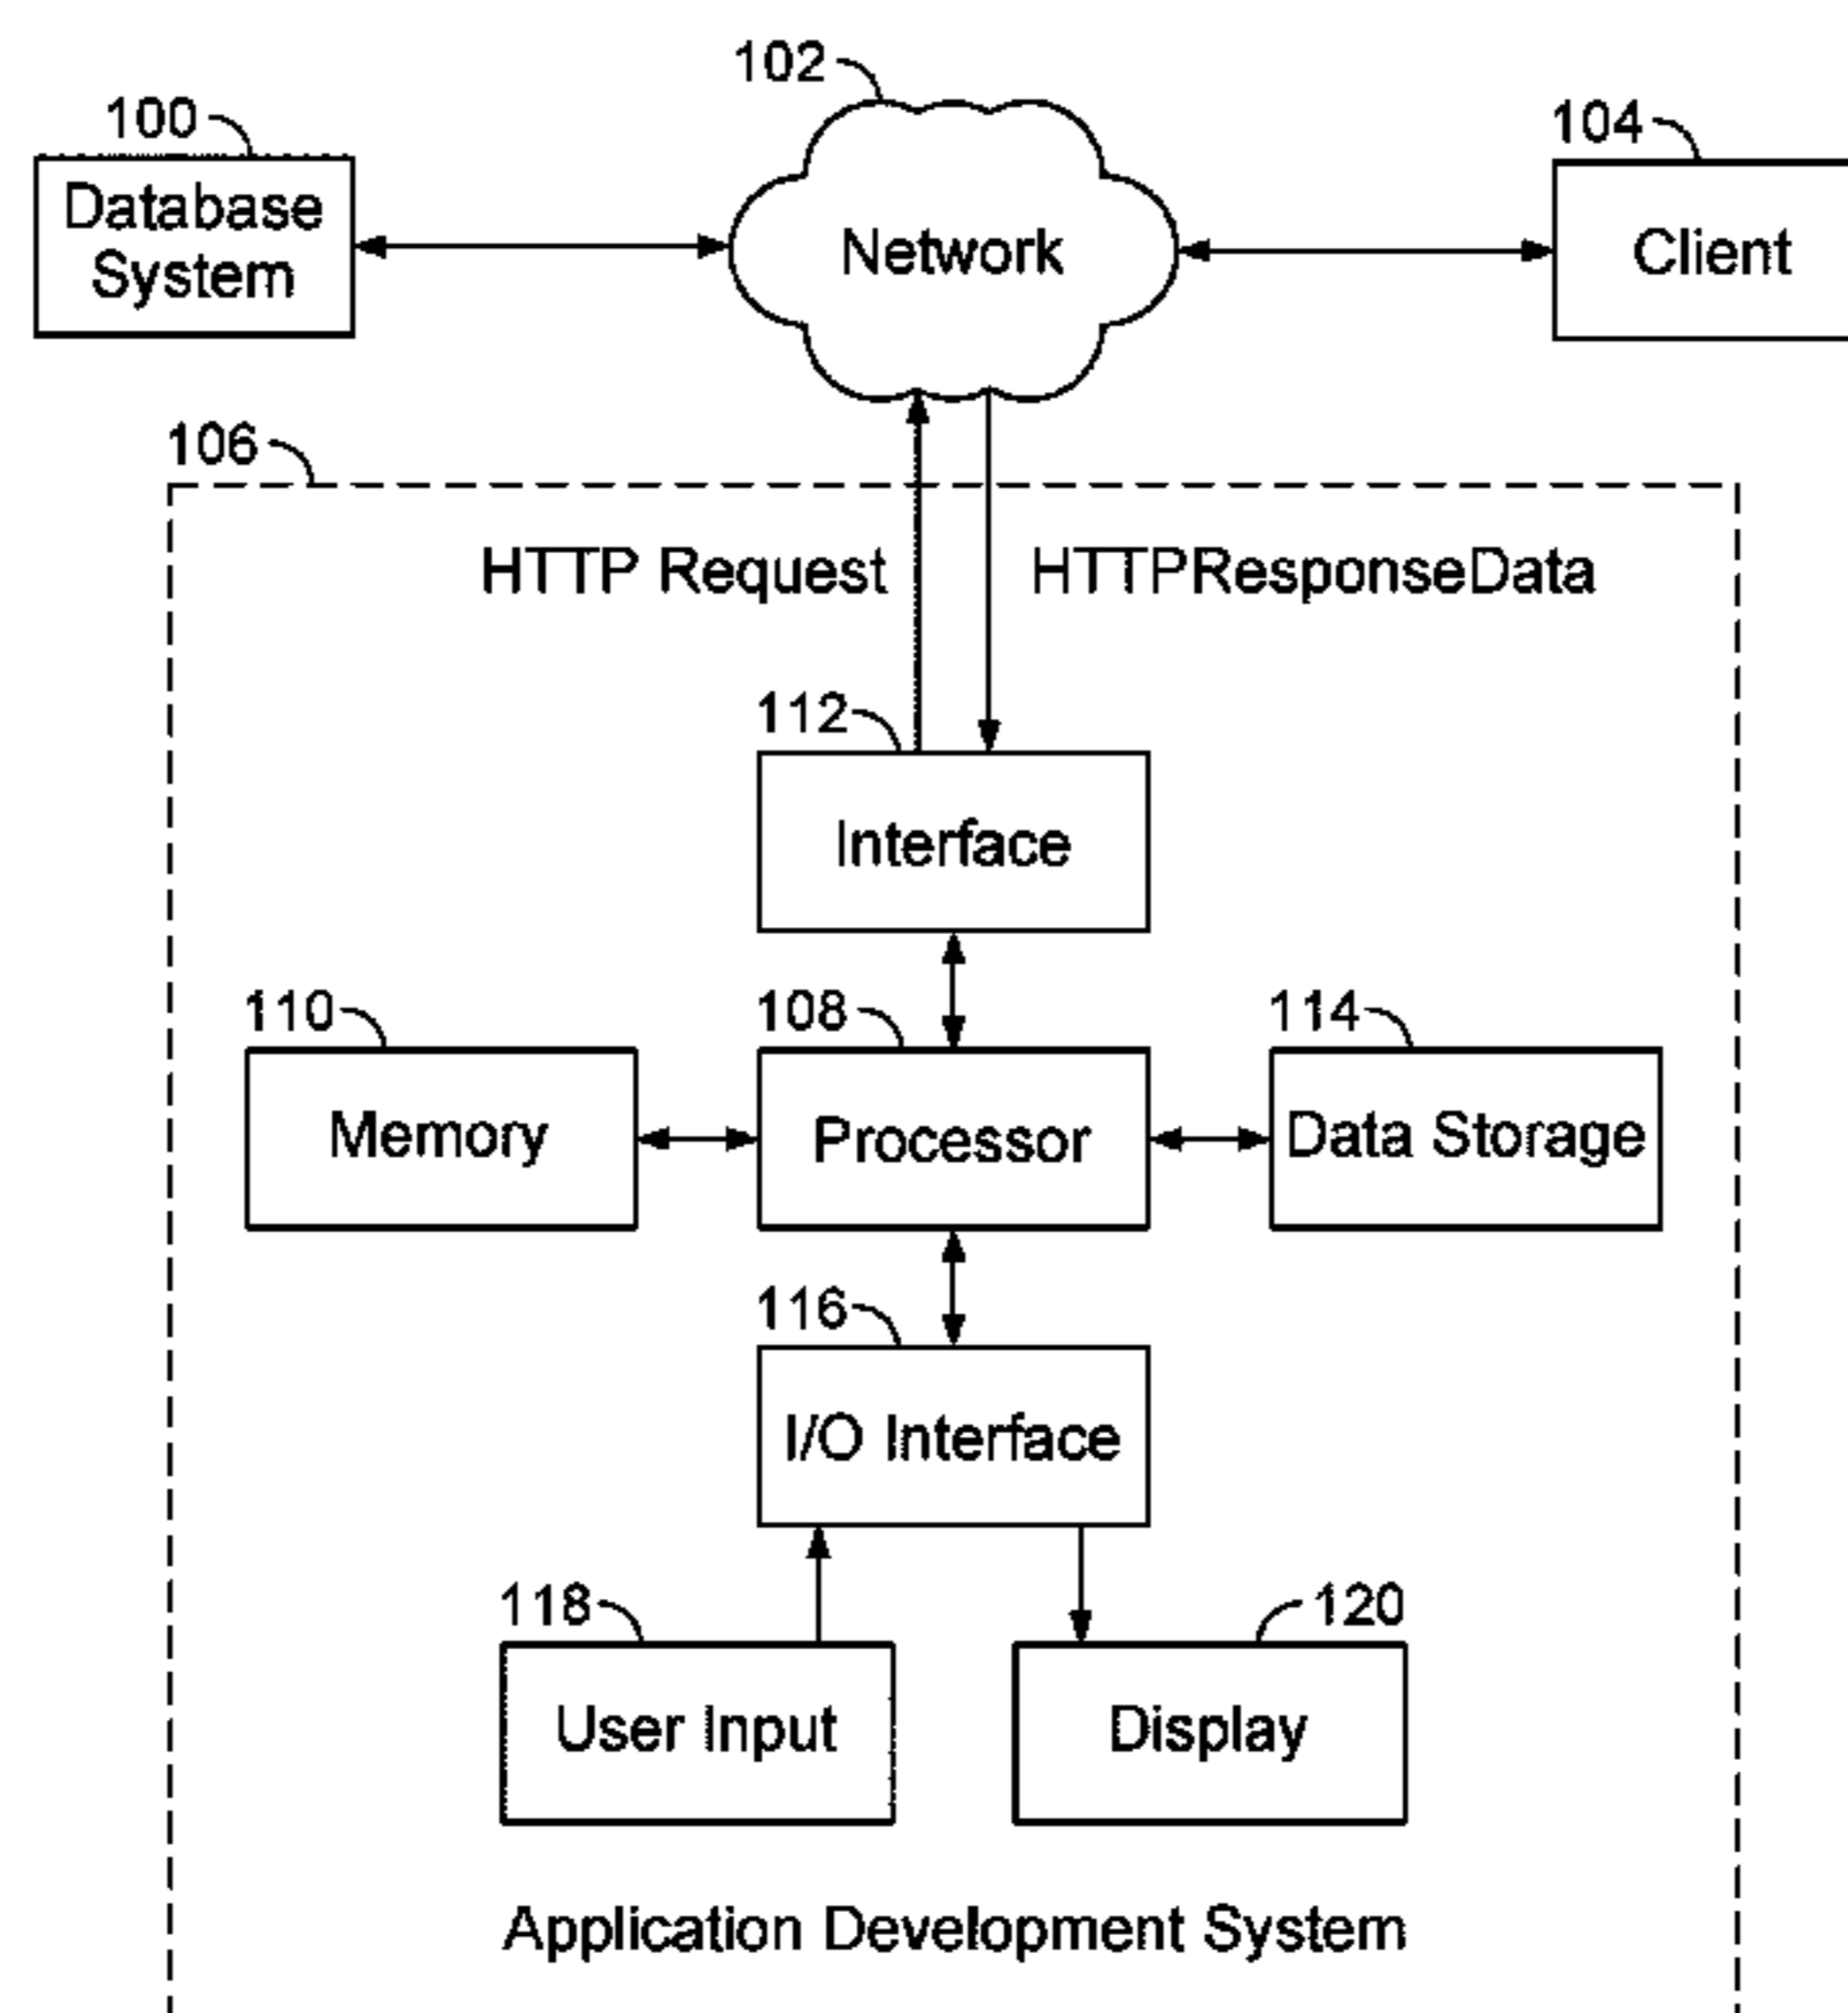 102
100
104
Database
System
Network
Client
106
HTTP Request
HTTPResponseData
112
Interface
110
108
114
Memory
Processor
Data Storage
116
I/O Interface
118
120
User Input
Display
Application Development System